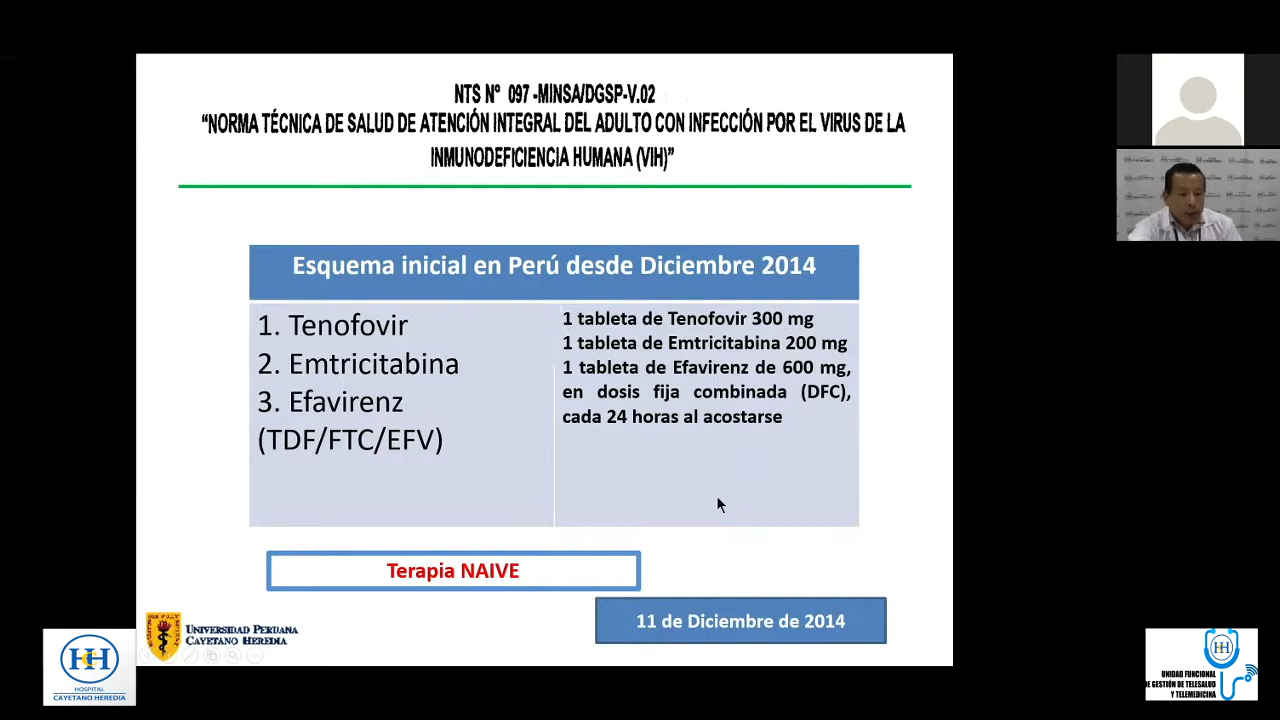 NTS Nº 097 -MINSA/DGSP-V.02
“NORMA TÉCNICA DE SALUD DE ATENCIÓN INTEGRAL DEL ADULTO CON INFECCIÓN POR EL VIRUS DE LA
INMUNODEFICIENCIA HUMANA (VIH)”
Esquema inicial en Perú desde Diciembre 2014
1. Tenofovir
2. Emtricitabina
3. Efavirenz
(TDF/FTC/EFV)
1 tableta de Tenofovir 300 mg
1 tableta de Emtricitabina 200 mg
1 tableta de Efavirenz de 600 mg,
en dosis fija combinada (DFC),
cada 24 horas al acostarse
Terapia NAIVE
11 de Diciembre de 2014
UNIVERSIDAD PERUANA
CAYETANO HEREDIA
HCH
HOSPITAL
CAYETANO HEREDIA
UNIDAD FUNCIONAL
DE GESTIÓN DE TELESALUD
Y TELEMEDICINA